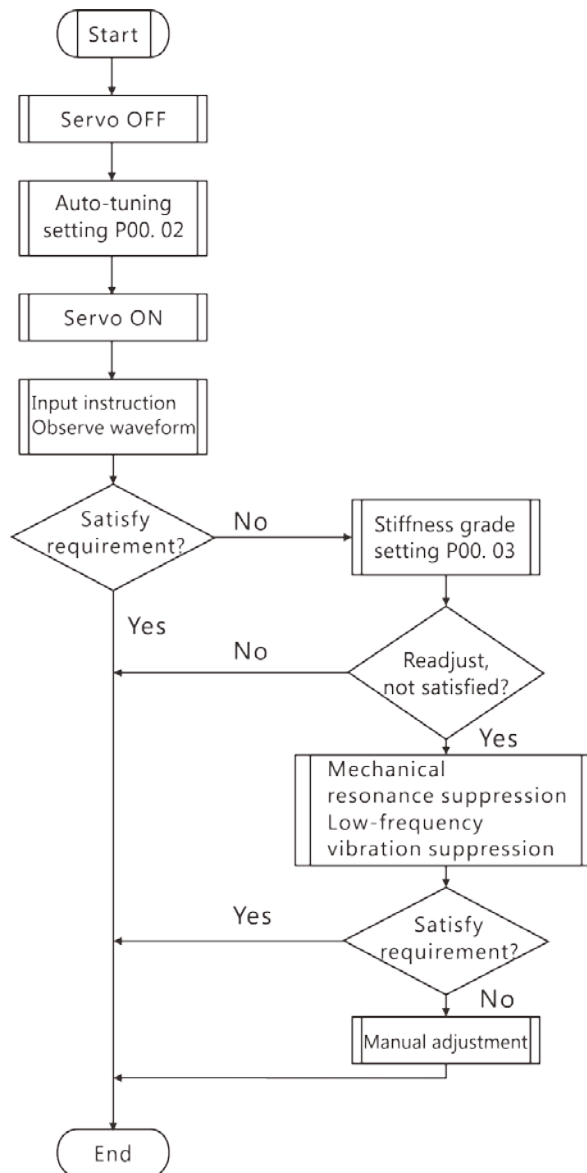 Start
Servo OFF
Auto-tuning
setting P00. 02
Servo ON
Input instruction
Observe waveform
Satisfy
requirement?
No
Stiffness grade
setting P00. 03
Yes
No
Readjust,
not satisfied?
Yes
Mechanical
resonance suppression
Low-frequency
vibration suppression
Yes
Satisfy
requirement?
No
Manual adjustment
End